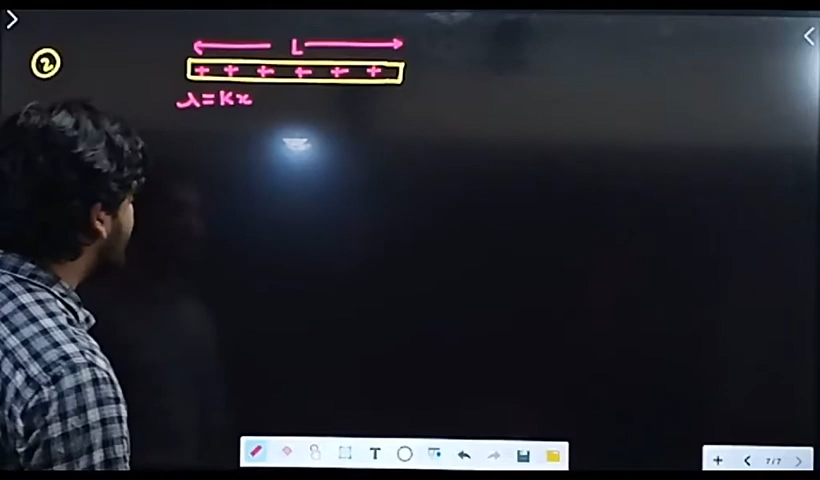 ② L
+ + + + + +
λ=Kx
T
7/7